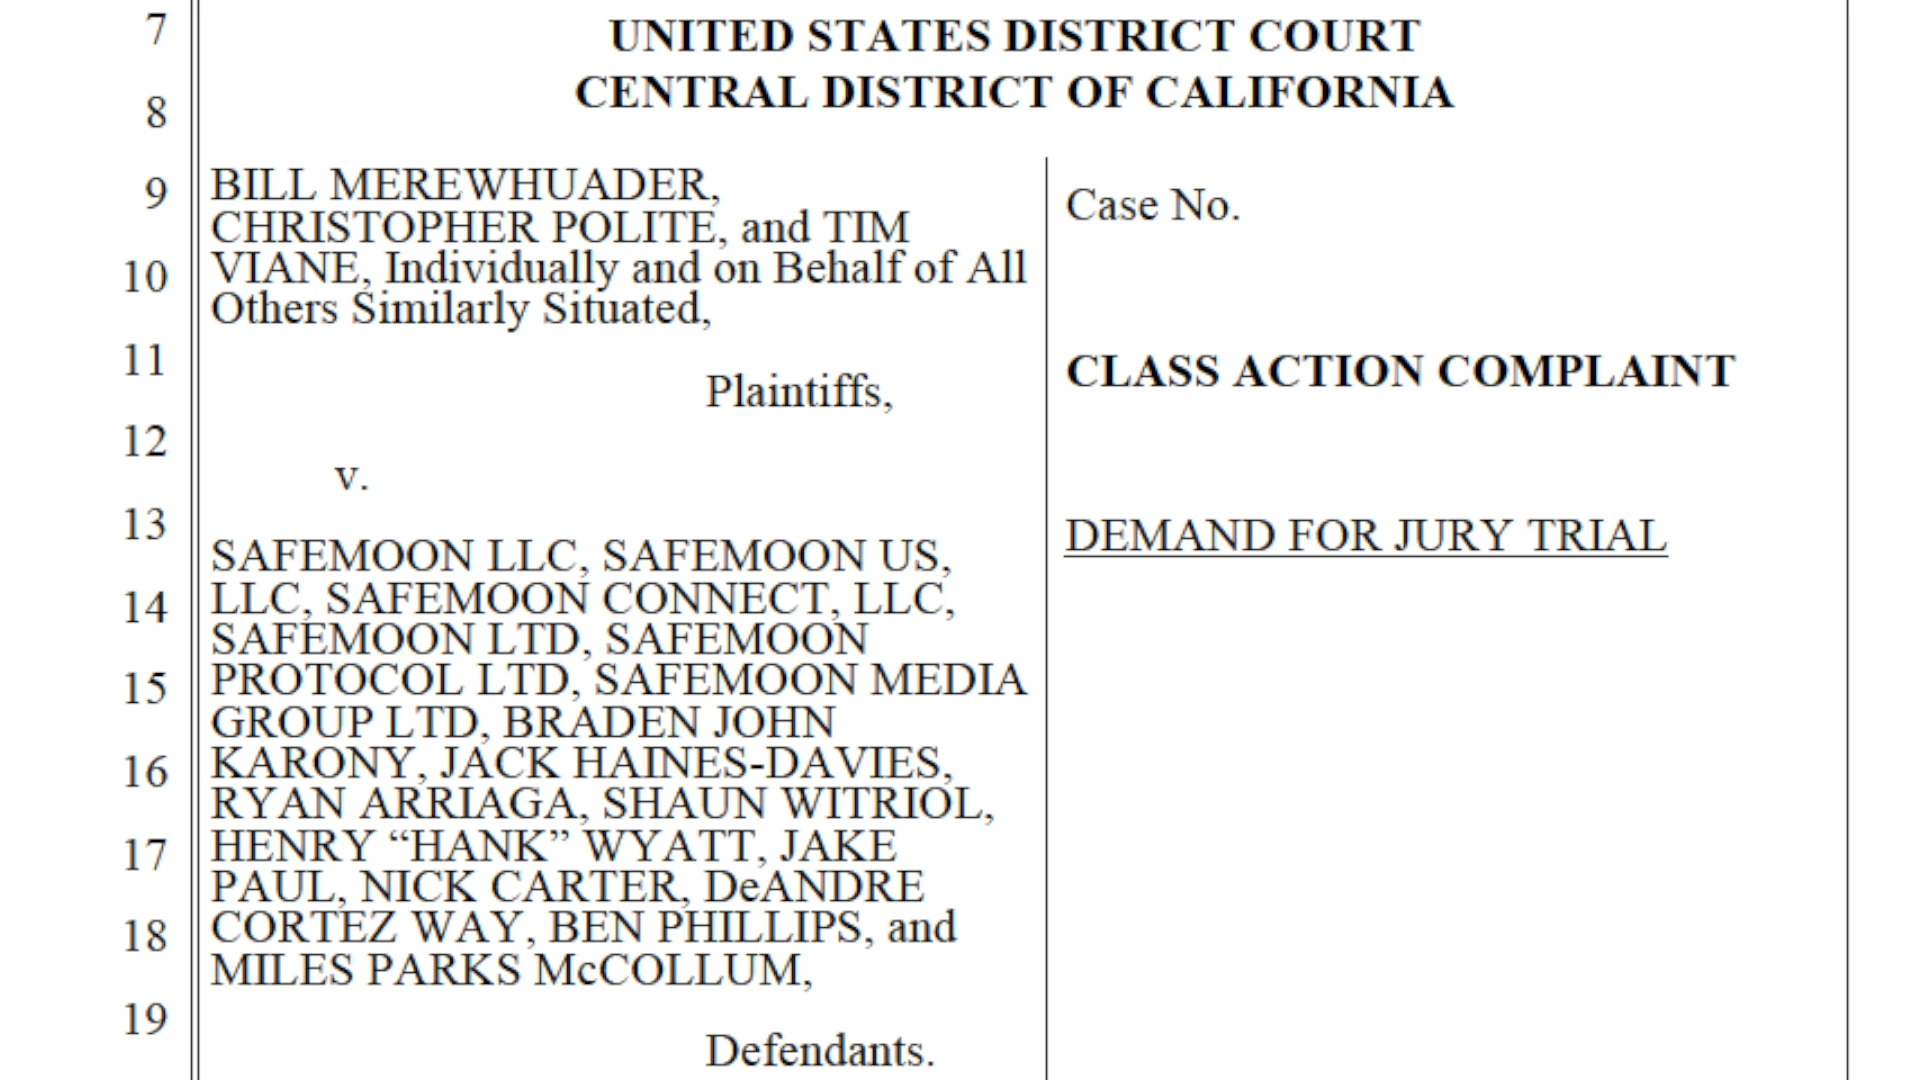 7
UNITED STATES DISTRICT COURT
CENTRAL DISTRICT OF CALIFORNIA
8
9
BILL MEREWHUADER,
CHRISTOPHER POLITE, and TIM
10
VIANE, Individually and on Behalf of All
Others Similarly Situated,
11
Plaintiffs,
12
v.
13
SAFEMOON LLC, SAFEMOON US,
14
LLC, SAFEMOON CONNECT, LLC,
SAFEMOON LTD, SAFEMOON
15
PROTOCOL LTD, SAFEMOON MEDIA
GROUP LTD, BRADEN JOHN
16
KARONY, JACK HAINES-DAVIES,
RYAN ARRIAGA, SHAUN WITRIOL,
17
HENRY “HANK” WYATT, JAKE
PAUL, NICK CARTER, DeANDRE
18
CORTEZ WAY, BEN PHILLIPS, and
MILES PARKS McCOLLUM,
19
Defendants.
Case No.
CLASS ACTION COMPLAINT
DEMAND FOR JURY TRIAL